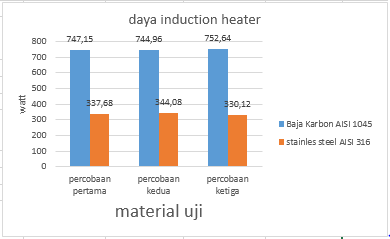 daya induction heater
watt
800
700
600
500
400
300
200
100
0
747,15
744,96
752,64
337,68
344,08
330,12
percobaan pertama
percobaan kedua
percobaan ketiga
material uji
Baja Karbon AISI 1045
stainles steel AISI 316